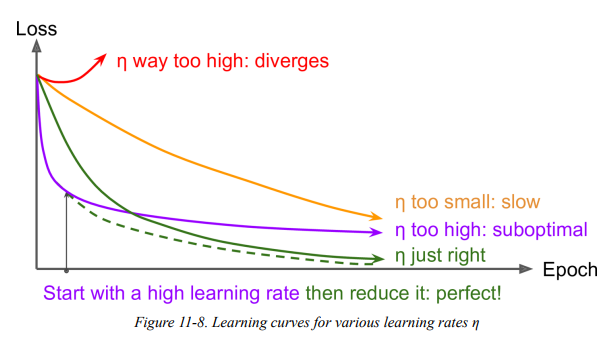 Loss
η way too high: diverges
η too small: slow
η too high: suboptimal
η just right
Epoch
Start with a high learning rate then reduce it: perfect!
Figure 11-8. Learning curves for various learning rates η